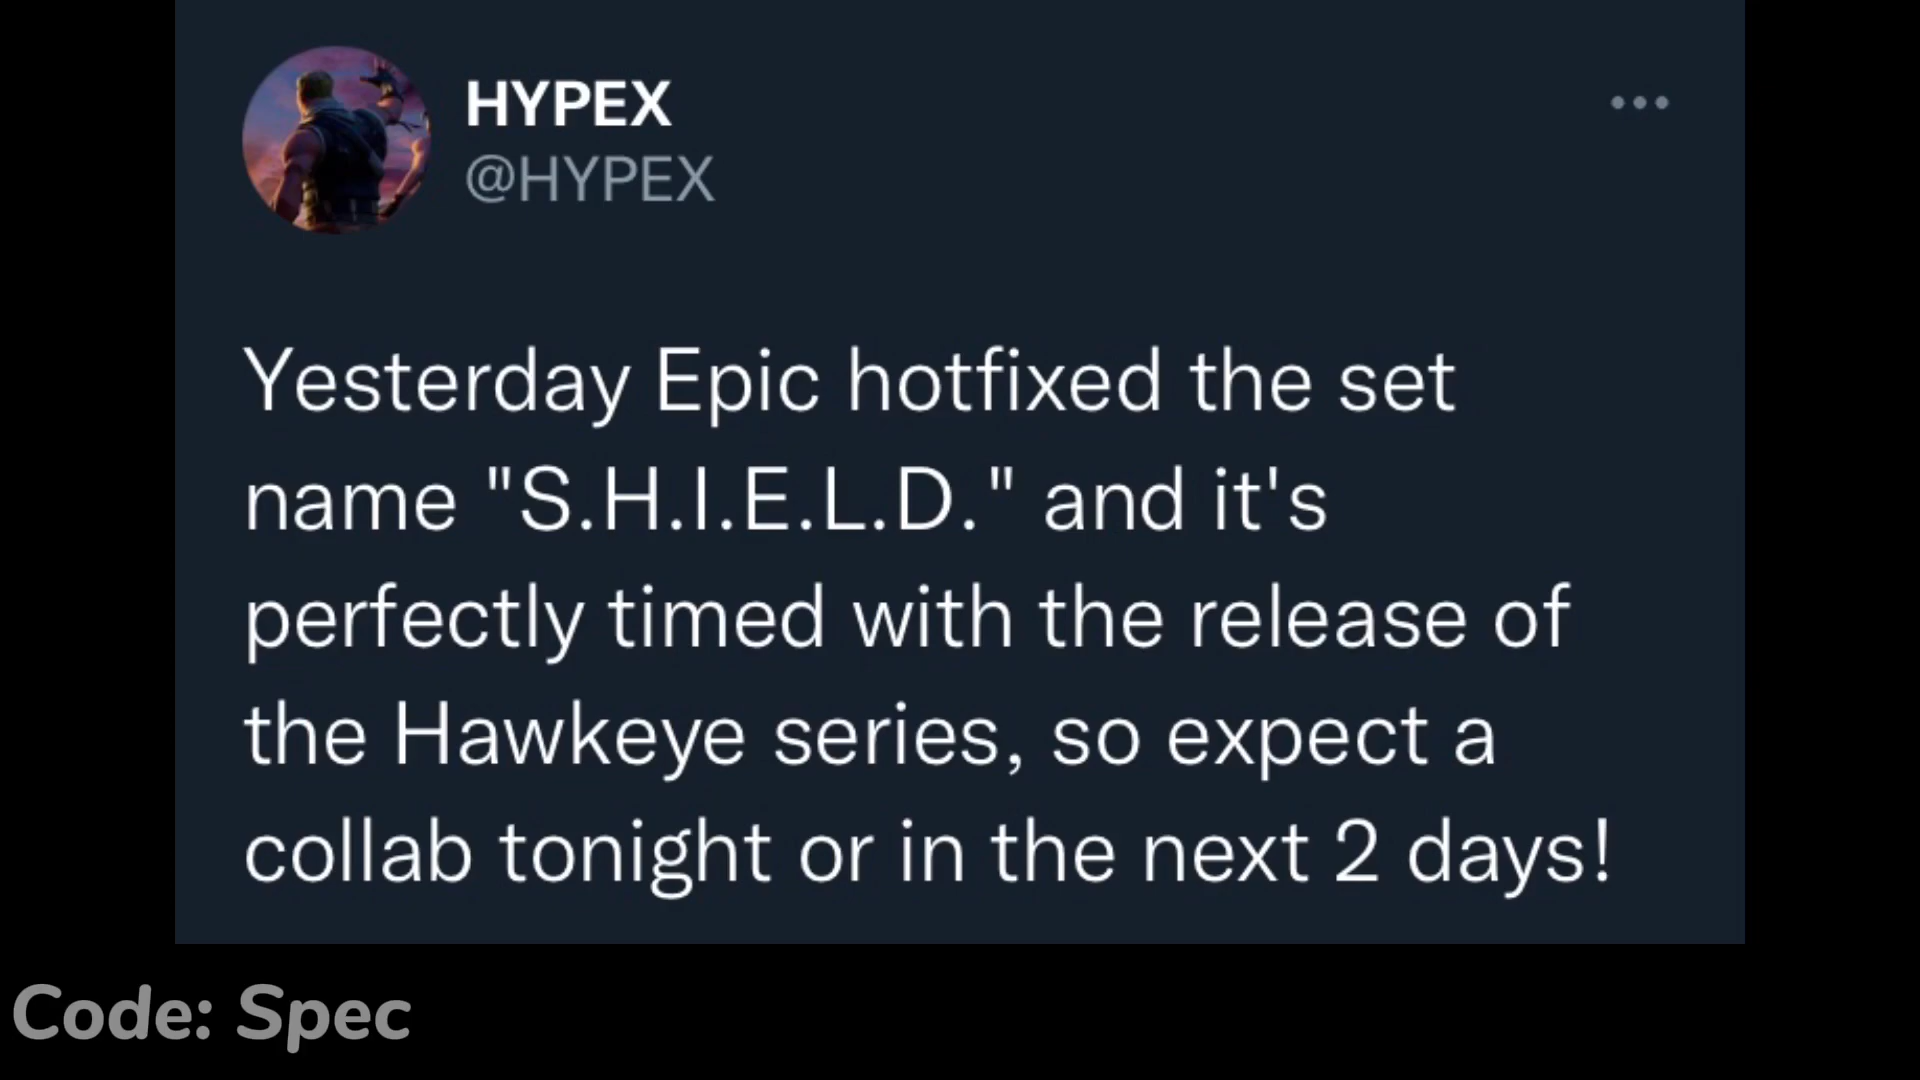 HYPEX
@HYPEX
Yesterday Epic hotfixed the set
name "S.H.I.E.L.D." and it's
perfectly timed with the release of
the Hawkeye series, so expect a
collab tonight or in the next 2 days!
Code: Spec